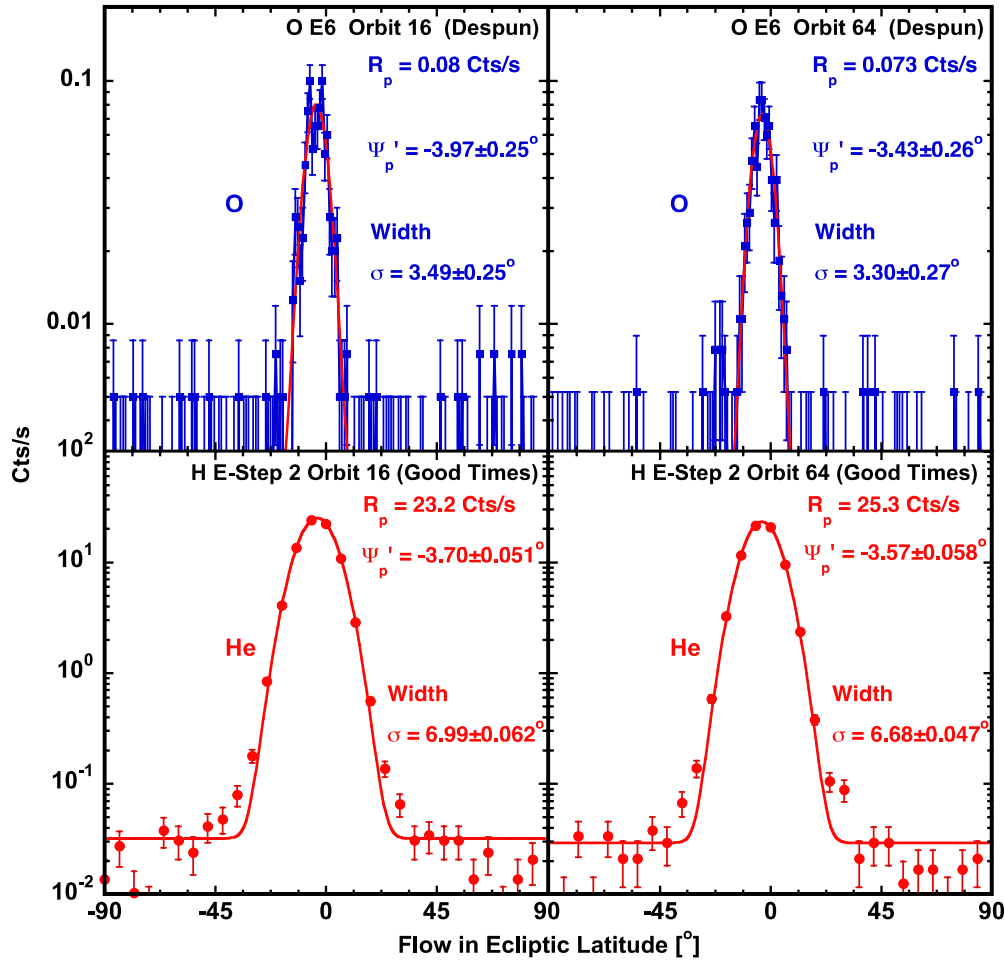 O E6 Orbit 16 (Despun)
R_p = 0.08 Cts/s
Ψ_p' = -3.97±0.25°
O
Width
σ = 3.49±0.25°
O E6 Orbit 64 (Despun)
R_p = 0.073 Cts/s
Ψ_p' = -3.43±0.26°
O
Width
σ = 3.30±0.27°
0.1
0.01
Cts/s
H E-Step 2 Orbit 16 (Good Times)
R_p = 23.2 Cts/s
Ψ_p' = -3.70±0.051°
He
Width
σ = 6.99±0.062°
H E-Step 2 Orbit 64 (Good Times)
R_p = 25.3 Cts/s
Ψ_p' = -3.57±0.058°
He
Width
σ = 6.68±0.047°
10²
10¹
10⁰
10⁻¹
10⁻²
-90 -45 0 45 90
-45 0 45 90
Flow in Ecliptic Latitude [°]